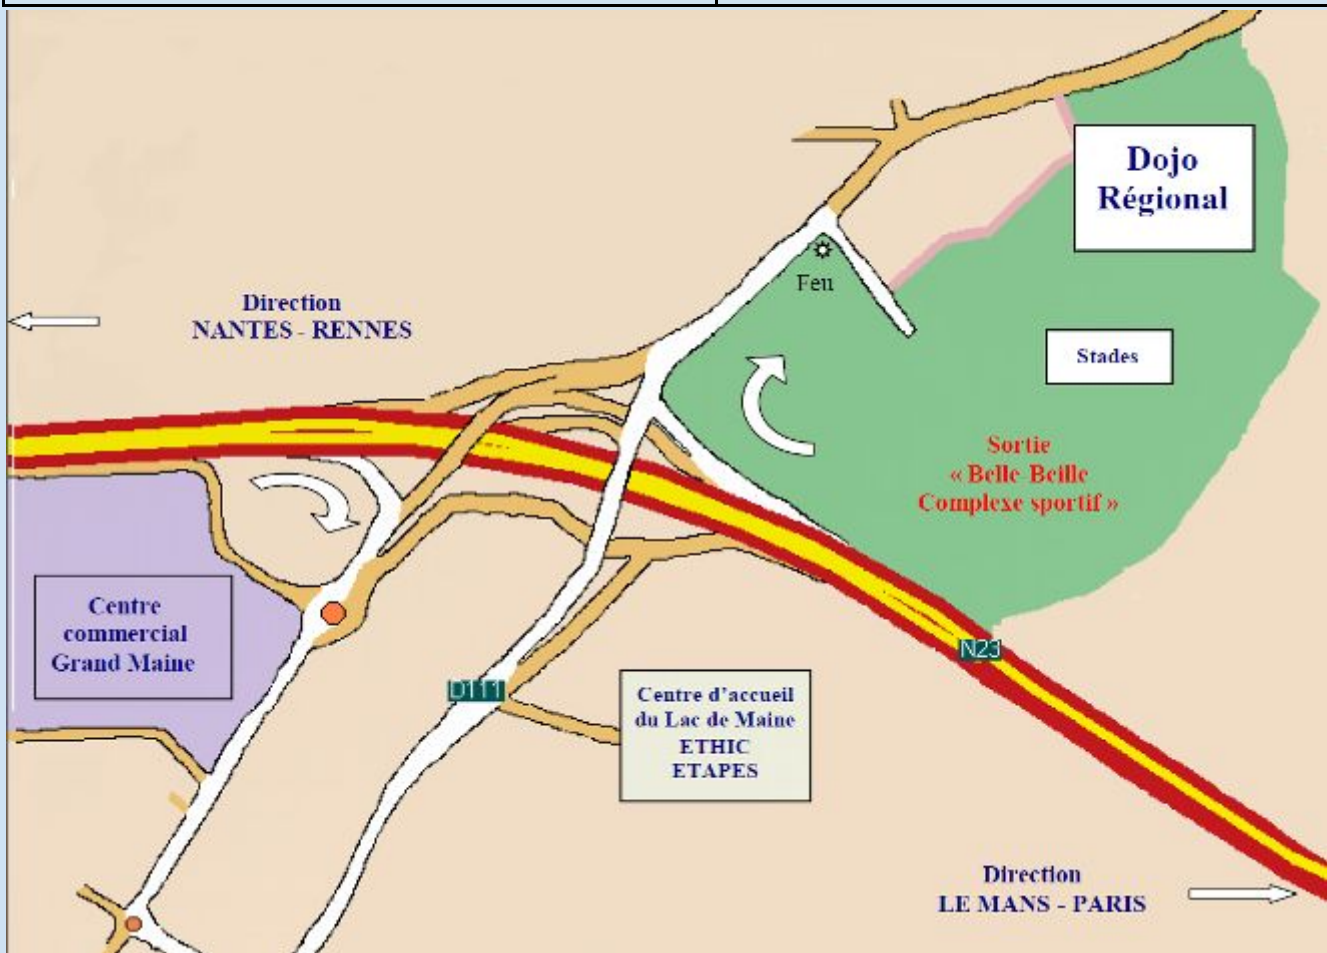 Dojo
Régional
Feu
Direction
NANTES - RENNES
Stades
Sortie
« Belle Beille
Complexe sportif »
Centre
commercial
Grand Maine
N23
D111
Centre d'accueil
du Lac de Maine
ETHIC
ETAPES
Direction
LE MANS - PARIS